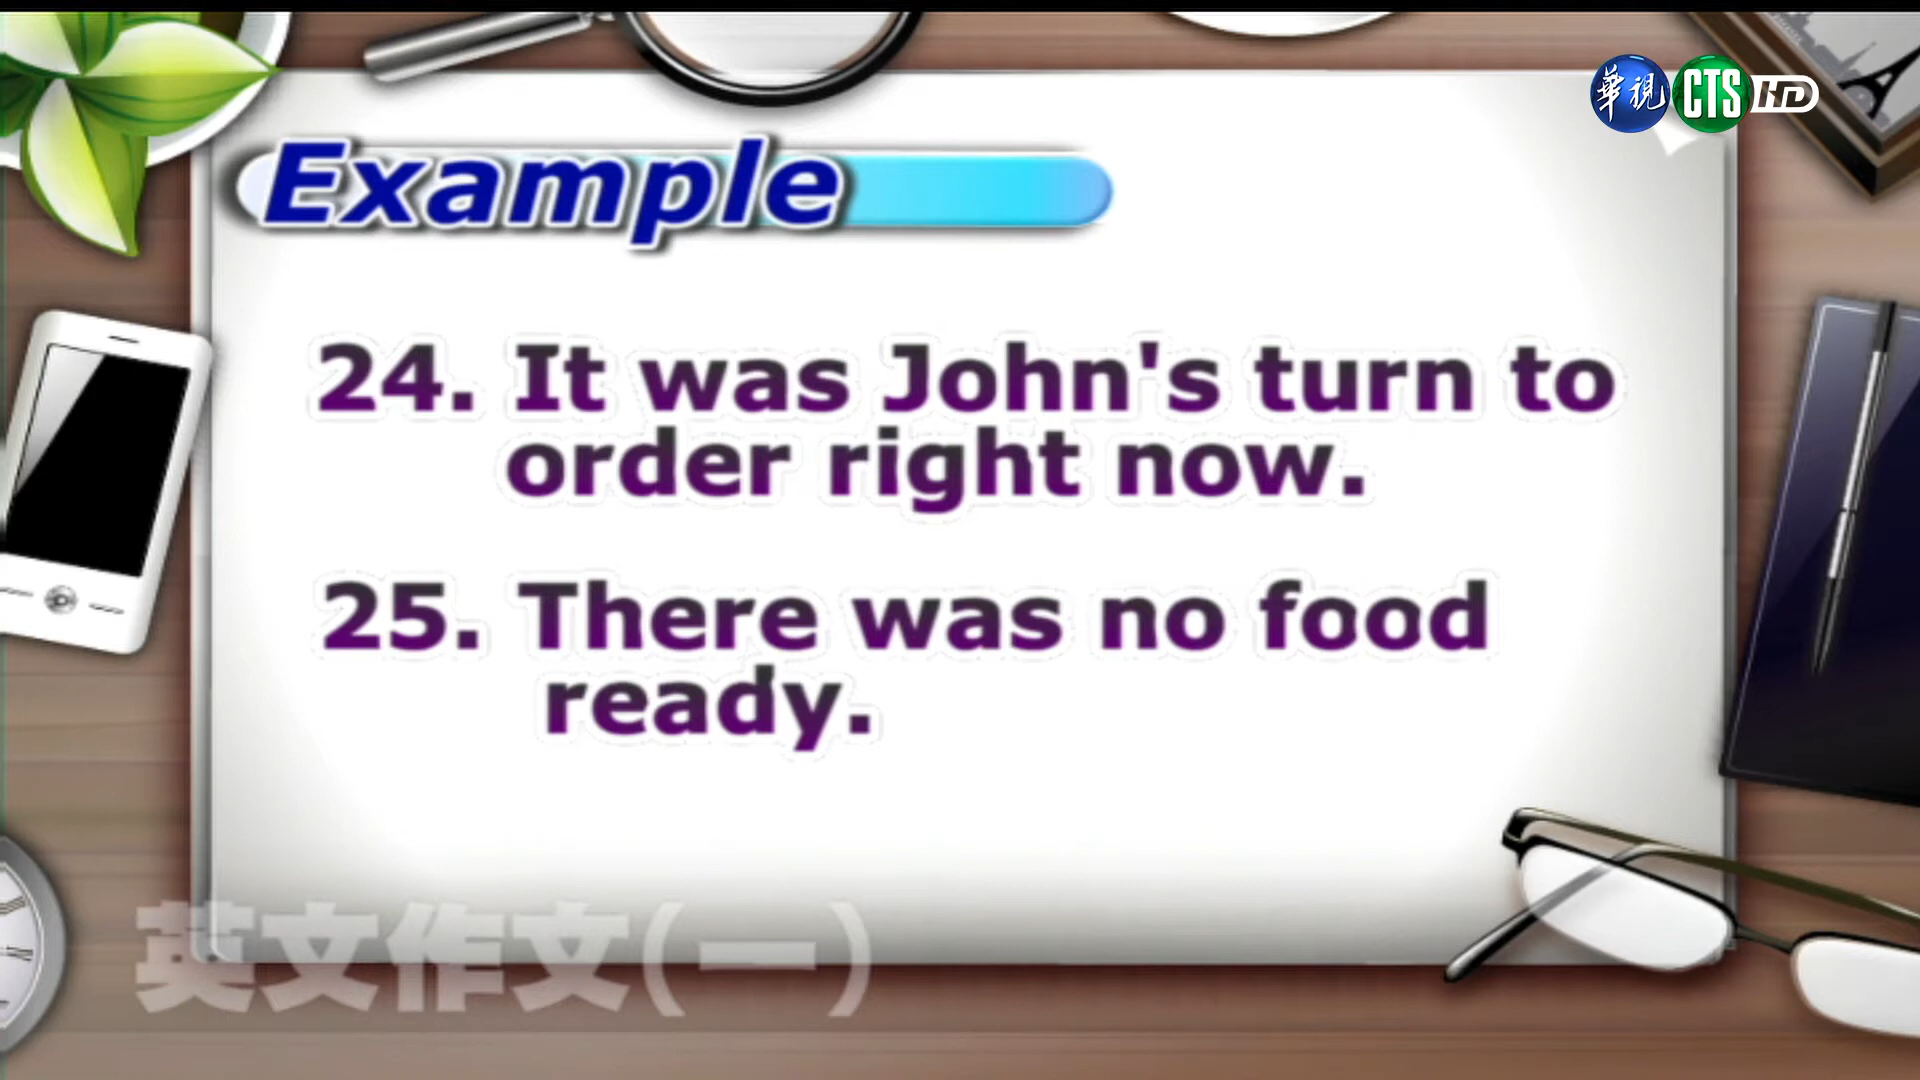 華視 CTS HD
Example
24. It was John's turn to
order right now.
25. There was no food
ready.
英文作文(一)